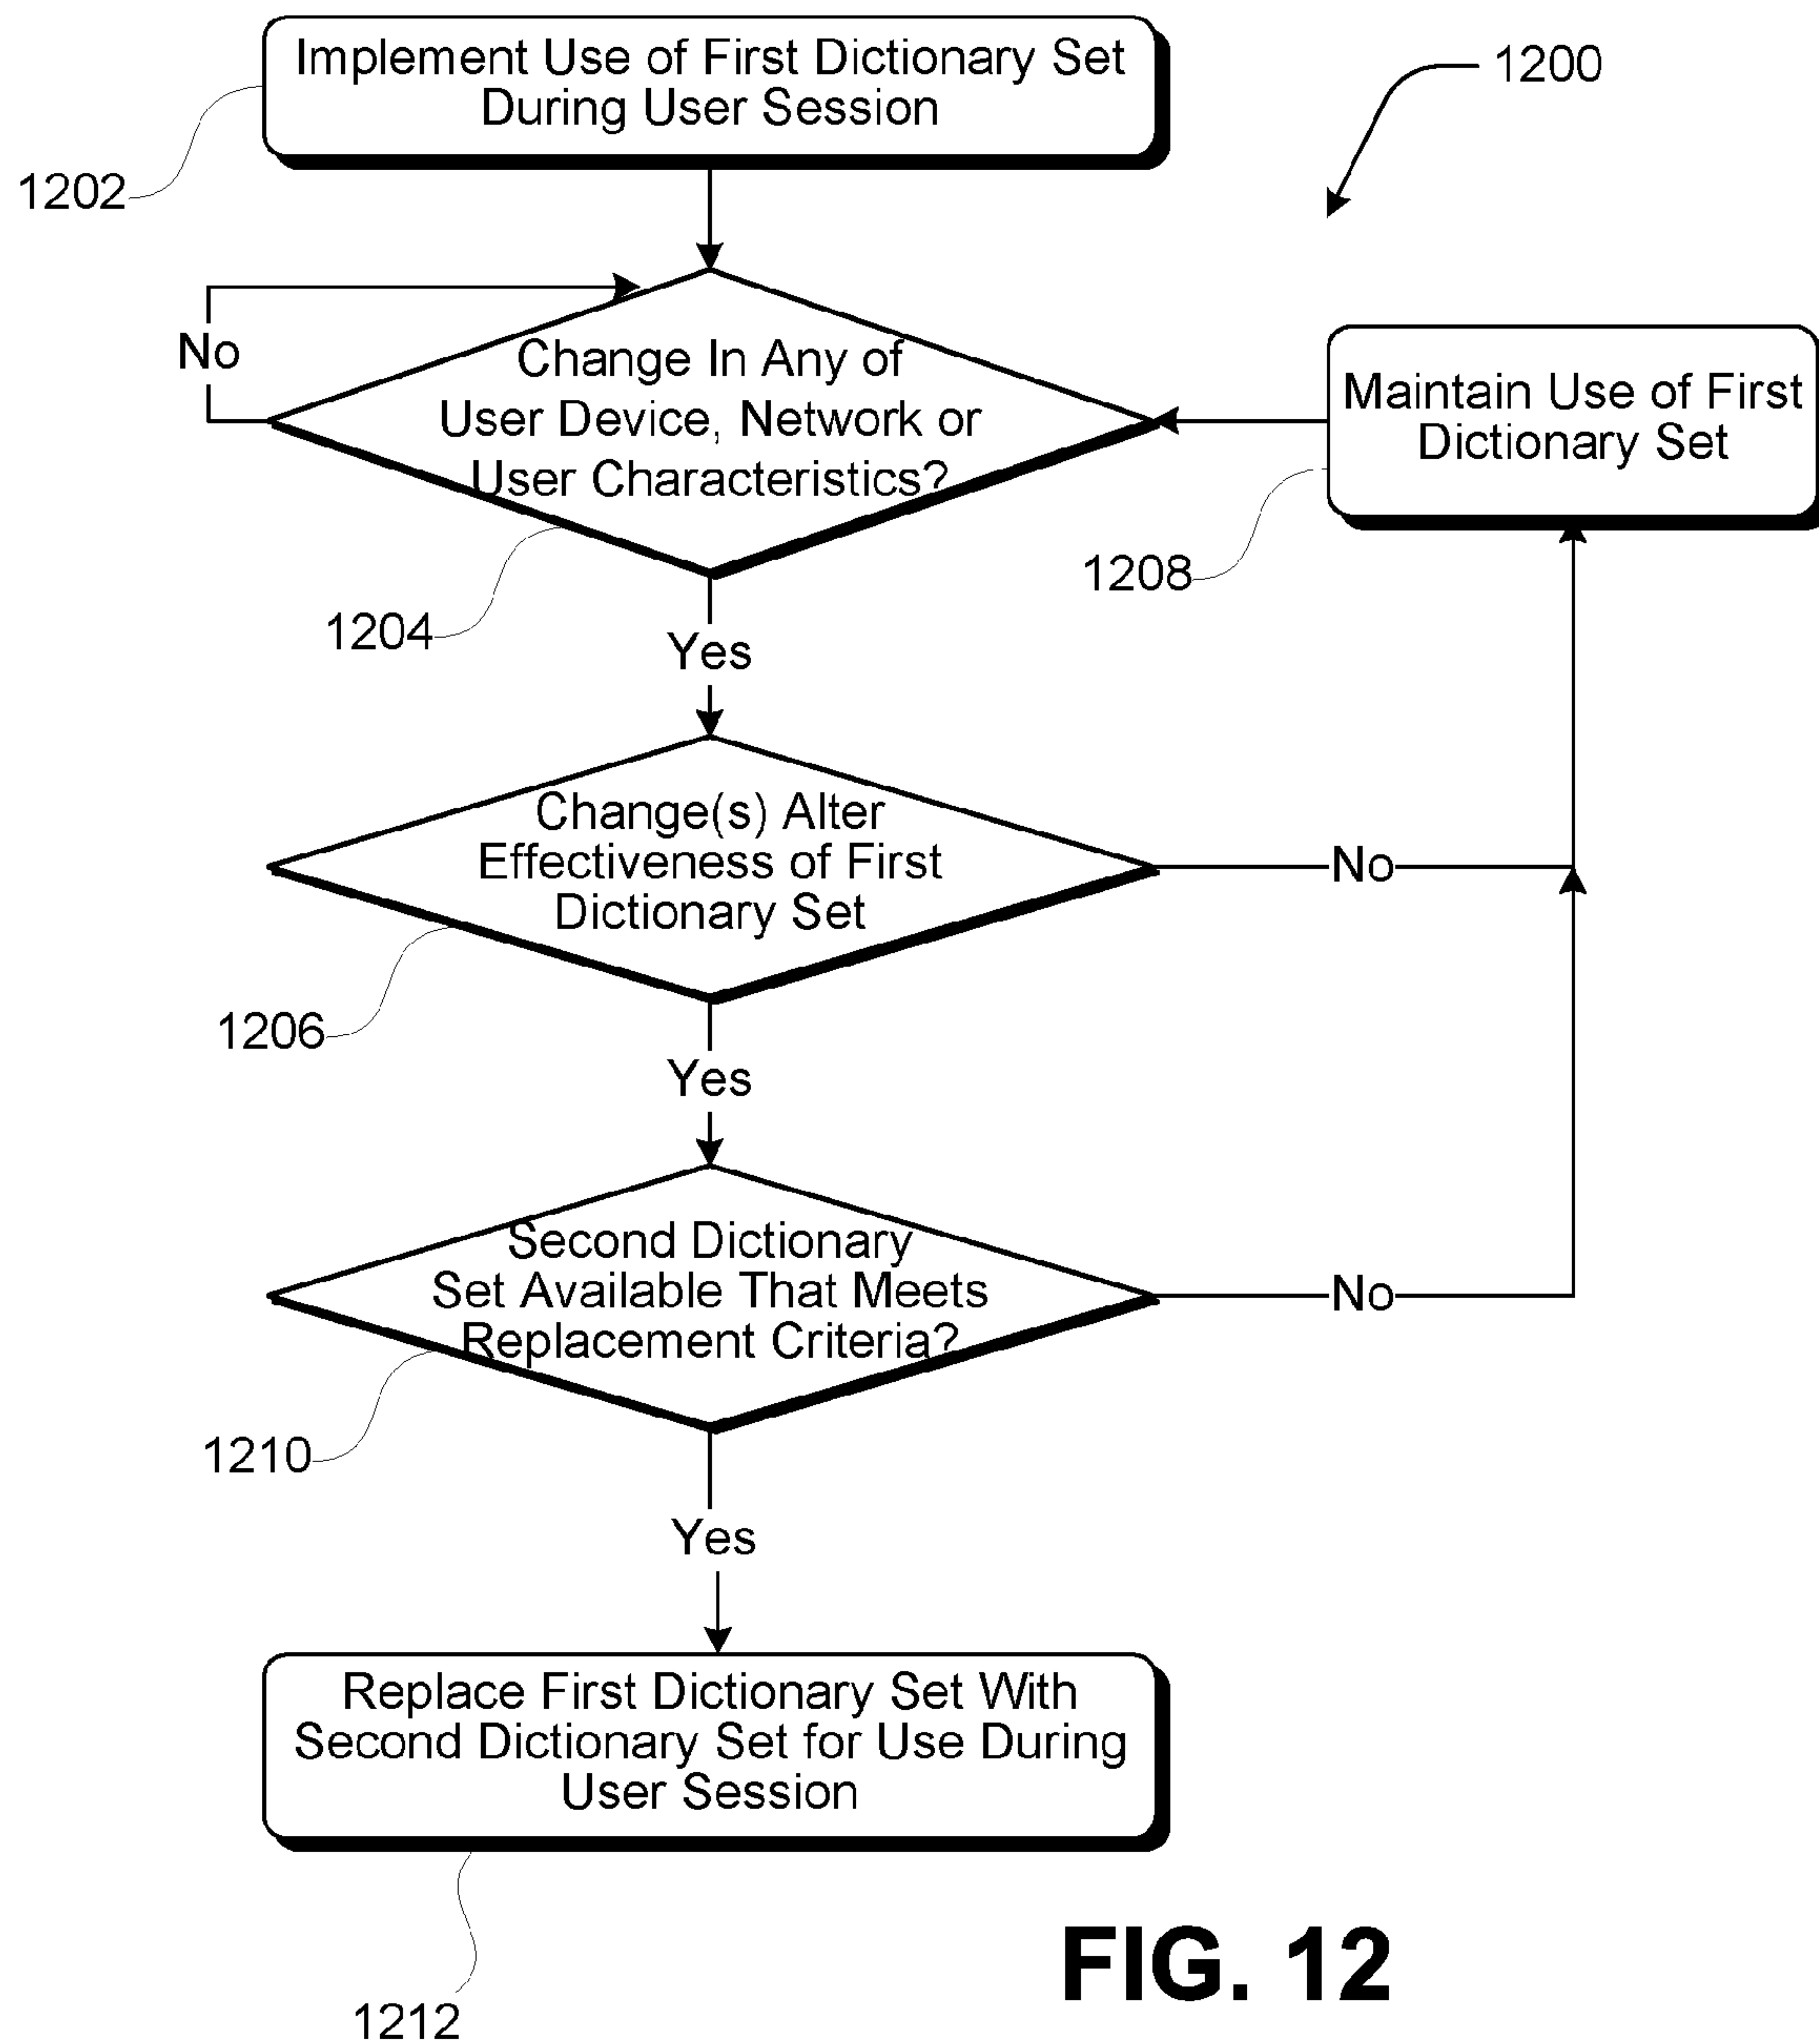 Implement Use of First Dictionary Set
During User Session
1200
1202
No
Change In Any of
User Device, Network or
User Characteristics?
Maintain Use of First
Dictionary Set
1208
1204
Yes
Change(s) Alter
Effectiveness of First
Dictionary Set
No
1206
Yes
Second Dictionary
Set Available That Meets
Replacement Criteria?
No
1210
Yes
Replace First Dictionary Set With
Second Dictionary Set for Use During
User Session
1212
FIG. 12